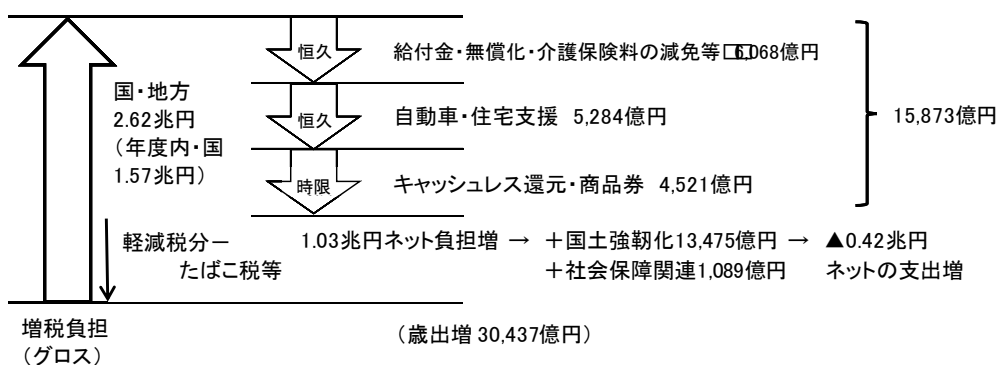 恒久
給付金・無償化・介護保険料の減免等 6,068億円
国・地方
2.62兆円
（年度内・国
1.57兆円）
恒久
自動車・住宅支援 5,284億円
15,873億円
時限
キャッシュレス還元・商品券 4,521億円
軽減税分－
たばこ税等
1.03兆円ネット負担増 → ＋国土強靭化13,475億円 → ▲0.42兆円
＋社会保障関連1,089億円 ネットの支出増
増税負担
（グロス）
（歳出増 30,437億円）